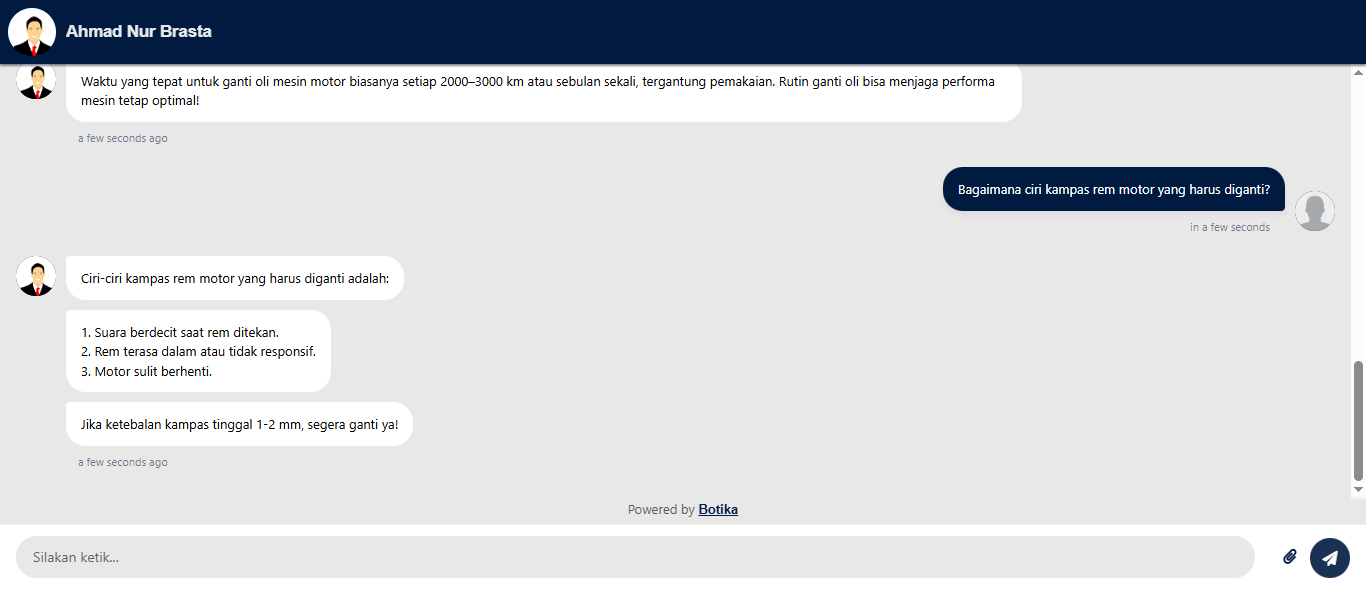 Ahmad Nur Brasta
Waktu yang tepat untuk ganti oli mesin motor biasanya setiap 2000–3000 km atau sebulan sekali, tergantung pemakaian. Rutin ganti oli bisa menjaga performa
mesin tetap optimal!
a few seconds ago
Bagaimana ciri kampas rem motor yang harus diganti?
in a few seconds
Ciri-ciri kampas rem motor yang harus diganti adalah:
1. Suara berdecit saat rem ditekan.
2. Rem terasa dalam atau tidak responsif.
3. Motor sulit berhenti.
Jika ketebalan kampas tinggal 1-2 mm, segera ganti ya!
a few seconds ago
Powered by Botika
Silakan ketik...